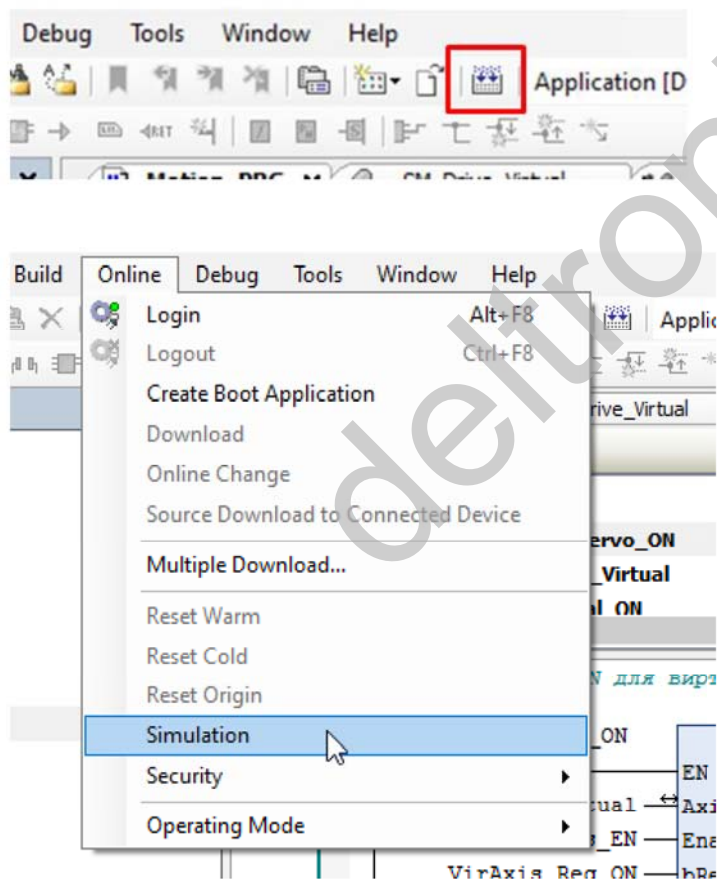 Debug Tools Window Help
Application [D
Build Online Debug Tools Window Help
Login Alt+F8
Applic
Logout Ctrl+F8
Create Boot Application
rive_Virtual
Download
Online Change
Source Download to Connected Device
ervo_ON
Multiple Download...
_Virtual
al_ON
Reset Warm
Reset Cold
N для вирт
Reset Origin
Simulation
_ON
Security
EN
ual
Axi
Operating Mode
_EN
Ena
VirAxis_Reg_ON
bRe
deltron